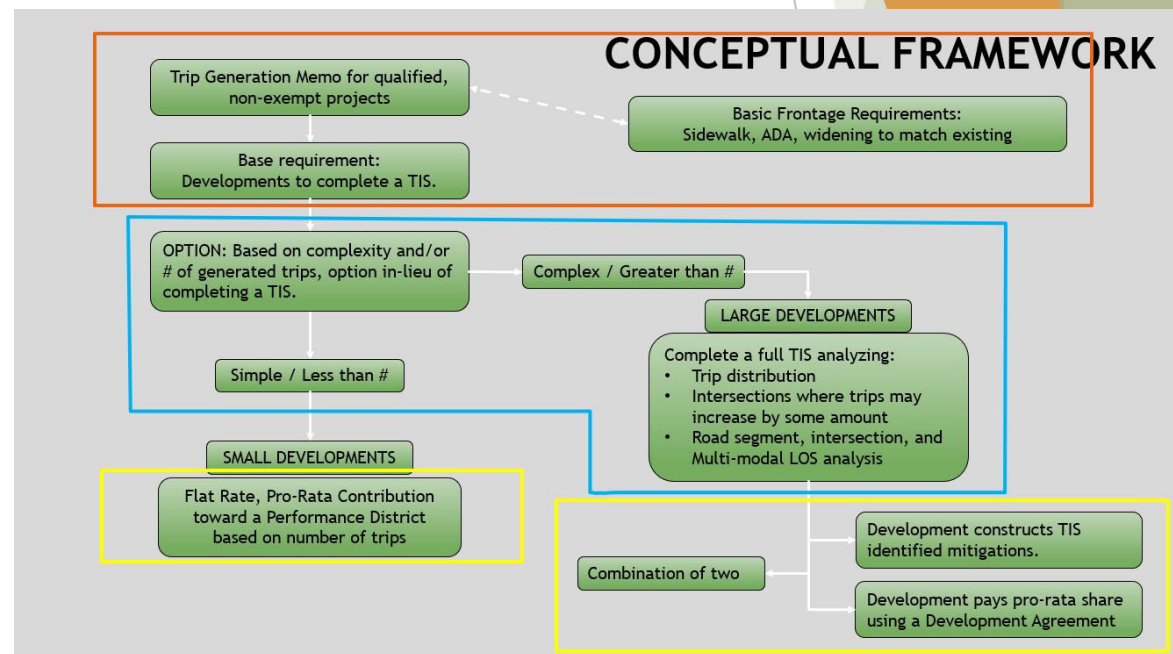 CONCEPTUAL FRAMEWORK
Trip Generation Memo for qualified,
non-exempt projects
Basic Frontage Requirements:
Sidewalk, ADA, widening to match existing
Base requirement:
Developments to complete a TIS.
OPTION: Based on complexity and/or
# of generated trips, option in-lieu of
completing a TIS.
Complex / Greater than #
LARGE DEVELOPMENTS
Complete a full TIS analyzing:
• Trip distribution
• Intersections where trips may
increase by some amount
• Road segment, intersection, and
Multi-modal LOS analysis
Simple / Less than #
SMALL DEVELOPMENTS
Flat Rate, Pro-Rata Contribution
toward a Performance District
based on number of trips
Development constructs TIS
identified mitigations.
Combination of two
Development pays pro-rata share
using a Development Agreement